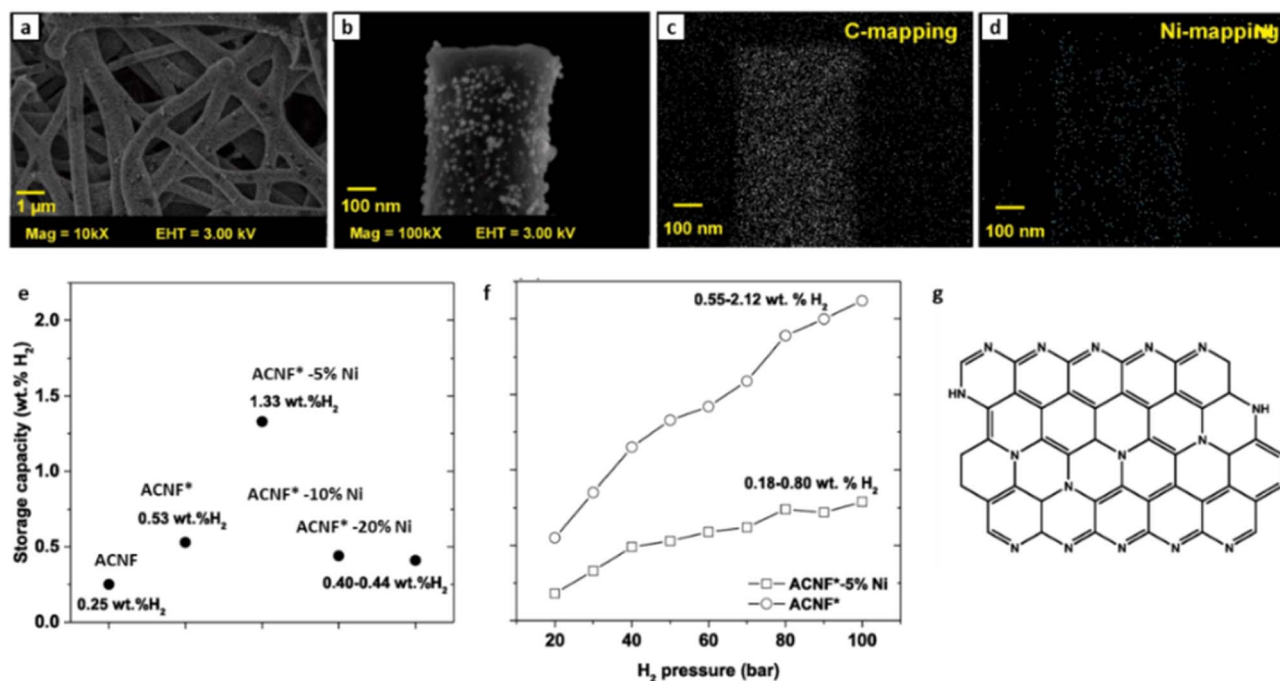 a
1 µm
Mag = 10kX EHT = 3.00 kV
b
100 nm
Mag = 100kX EHT = 3.00 kV
c
C-mapping
100 nm
d
Ni-mapping
Ni
100 nm
e
Storage capacity (wt.% H₂)
2.0
1.5
1.0
0.5
0.0
ACNF* -5% Ni
1.33 wt.%H₂
ACNF*
0.53 wt.%H₂
ACNF* -10% Ni
ACNF* -20% Ni
ACNF
0.25 wt.%H₂
0.40-0.44 wt.%H₂
f
0.55-2.12 wt. % H₂
0.18-0.80 wt. % H₂
ACNF*-5% Ni
ACNF*
20 40 60 80 100
H₂ pressure (bar)
g
N N N N N
HN
NH
N
N N
N
N N N N N